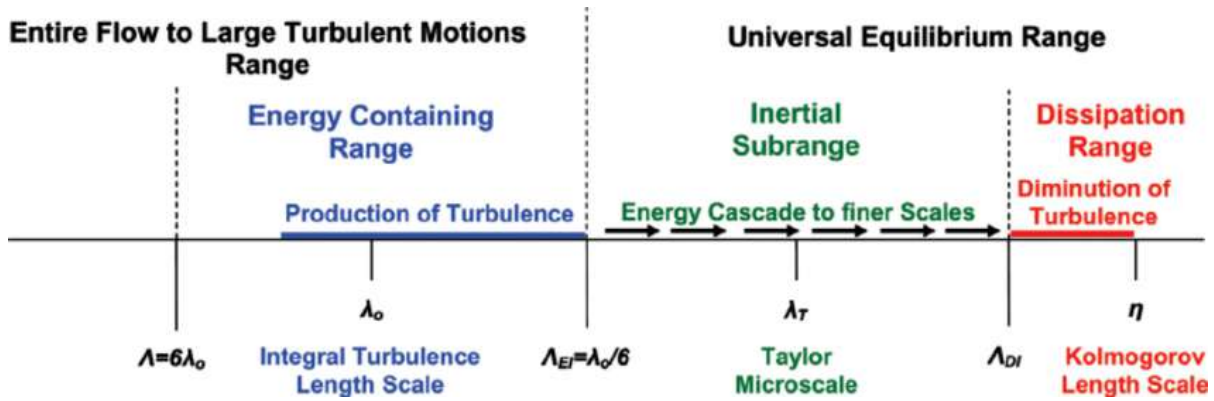 Entire Flow to Large Turbulent Motions
Range
Universal Equilibrium Range
Energy Containing
Range
Inertial
Subrange
Dissipation
Range
Production of Turbulence
Energy Cascade to finer Scales
Diminution of
Turbulence
λo
λT
η
Λ=6λo
Integral Turbulence
Length Scale
ΛEI=λo/6
Taylor
Microscale
ΛDI
Kolmogorov
Length Scale